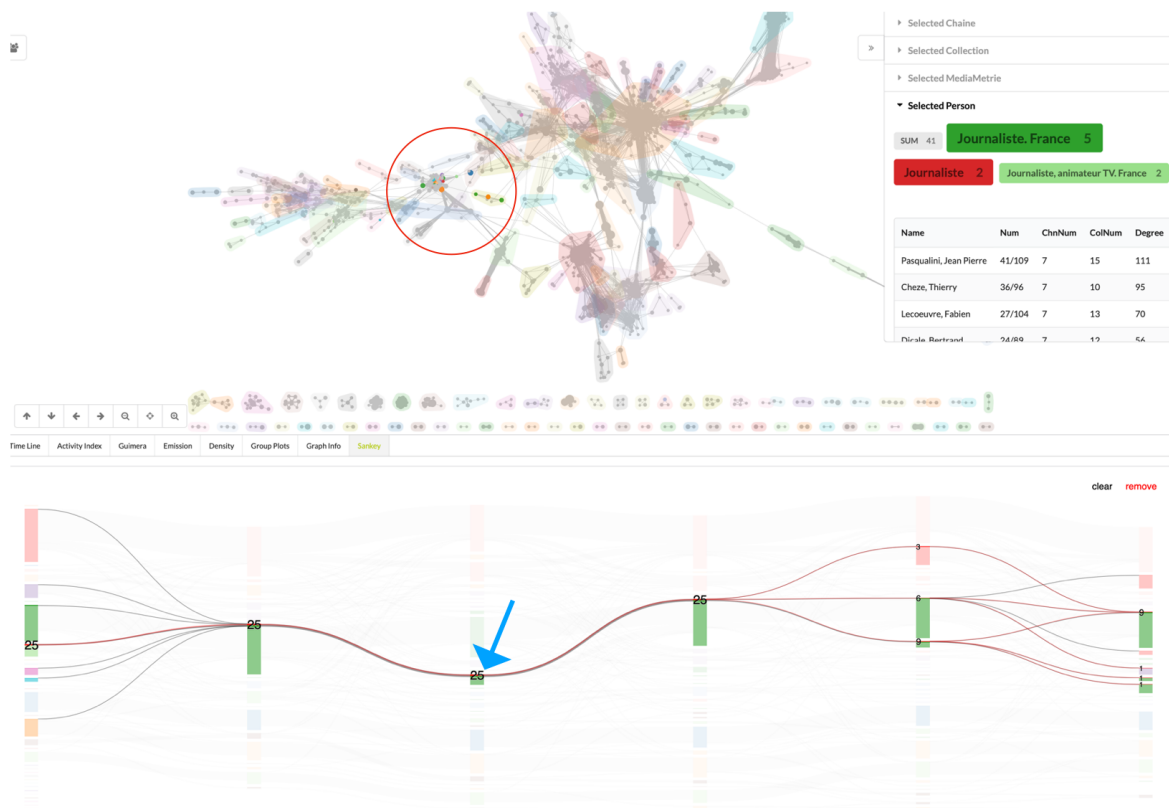 Selected Chaine
Selected Collection
Selected MediaMetrie
Selected Person
SUM 41 Journaliste. France 5
Journaliste 2 Journaliste, animateur TV. France 2
Name Num ChnNum ColNum Degree
Pasqualini, Jean Pierre 41/109 7 15 111
Cheze, Thierry 36/96 7 10 95
Lecoeuvre, Fabien 27/104 7 13 70
Dicale, Bertrand 24/89 7 12 56
Time Line Activity Index Guimera Emission Density Group Plots Graph Info Sankey
clear remove
3
25 6 9
25 25
9
25
25
1
1
1